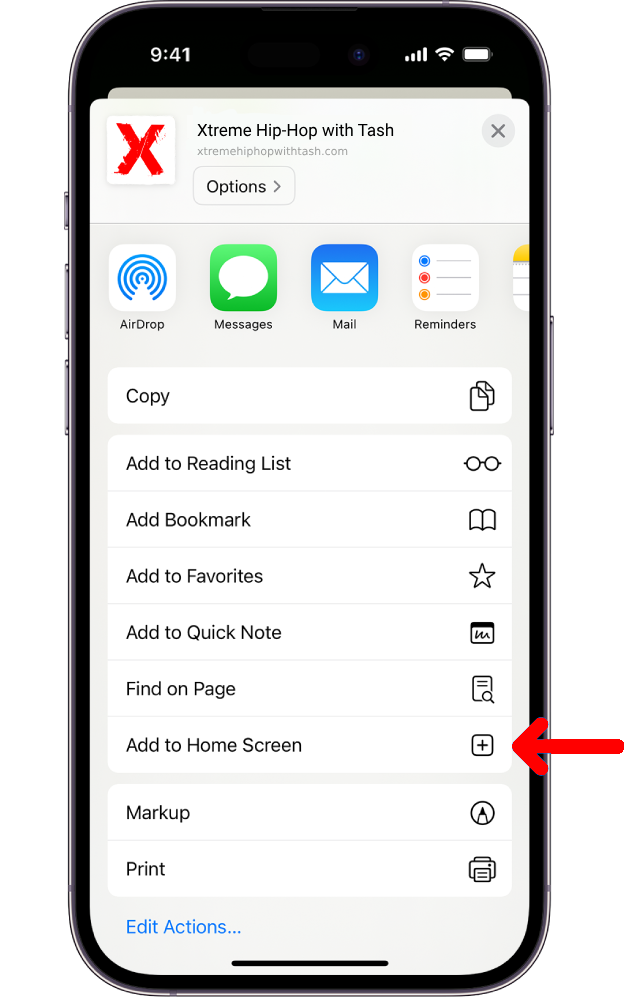 9:41
X
Xtreme Hip-Hop with Tash
xtremehiphopwithtash.com
Options
AirDrop
Messages
Mail
Reminders
Copy
Add to Reading List
Add Bookmark
Add to Favorites
Add to Quick Note
Find on Page
Add to Home Screen
Markup
Print
Edit Actions...